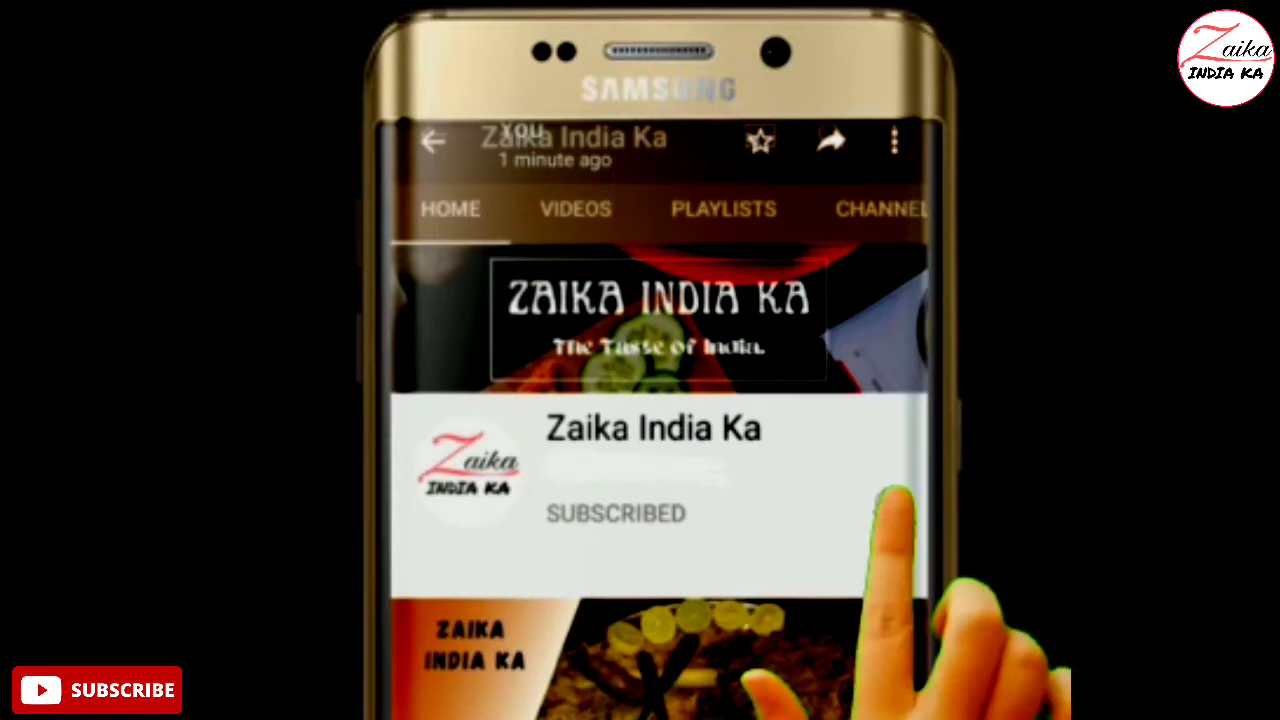 Zaika
INDIA KA
SAMSUNG
YOU
Zaika India Ka
1 minute ago
HOME VIDEOS PLAYLISTS CHANNEL
ZAIKA INDIA KA
The Taste of India.
Zaika India Ka
Zaika
INDIA KA
SUBSCRIBED
ZAIKA
INDIA KA
SUBSCRIBE